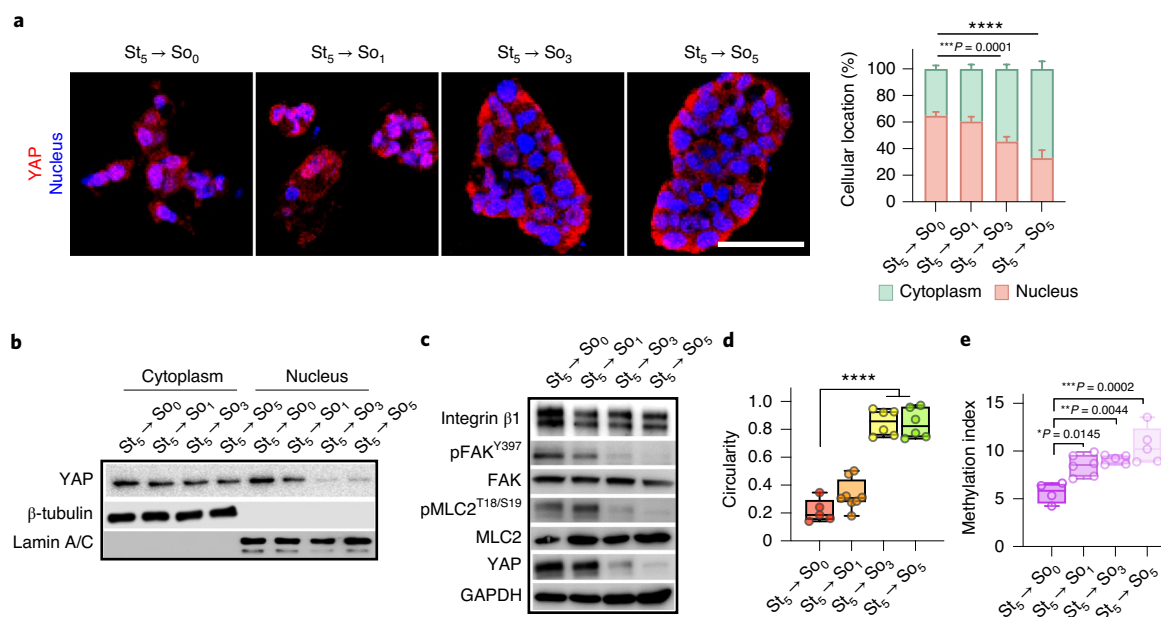 a
St₅ → So₀
St₅ → So₁
St₅ → So₃
St₅ → So₅
YAP
Nucleus
****
***P = 0.0001
Cellular location (%)
100
80
60
40
20
0
St₅ → So₀
St₅ → So₁
St₅ → So₃
St₅ → So₅
Cytoplasm
Nucleus
b
Cytoplasm
Nucleus
St₅ → So₀
St₅ → So₁
St₅ → So₃
St₅ → So₅
St₅ → So₀
St₅ → So₁
St₅ → So₃
St₅ → So₅
YAP
β-tubulin
Lamin A/C
c
St₅ → So₀
St₅ → So₁
St₅ → So₃
St₅ → So₅
Integrin β1
pFAK^Y397
FAK
pMLC2^T18/S19
MLC2
YAP
GAPDH
d
****
Circularity
1.0
0.8
0.6
0.4
0.2
0
St₅ → So₀
St₅ → So₁
St₅ → So₃
St₅ → So₅
e
***P = 0.0002
**P = 0.0044
*P = 0.0145
Methylation index
15
10
5
0
St₅ → So₀
St₅ → So₁
St₅ → So₃
St₅ → So₅